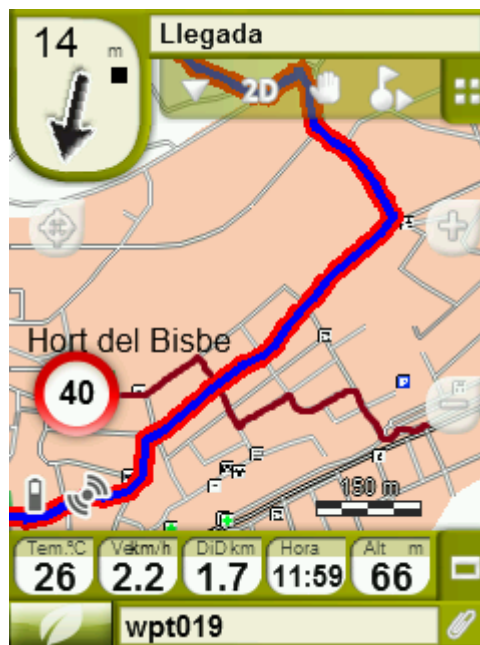 14 m
Llegada
2D
Hort del Bisbe
40
P
150 m
Tem.ºC
26
Vel km/h
2.2
DiD km
1.7
Hora
11:59
Alt m
66
wpt019